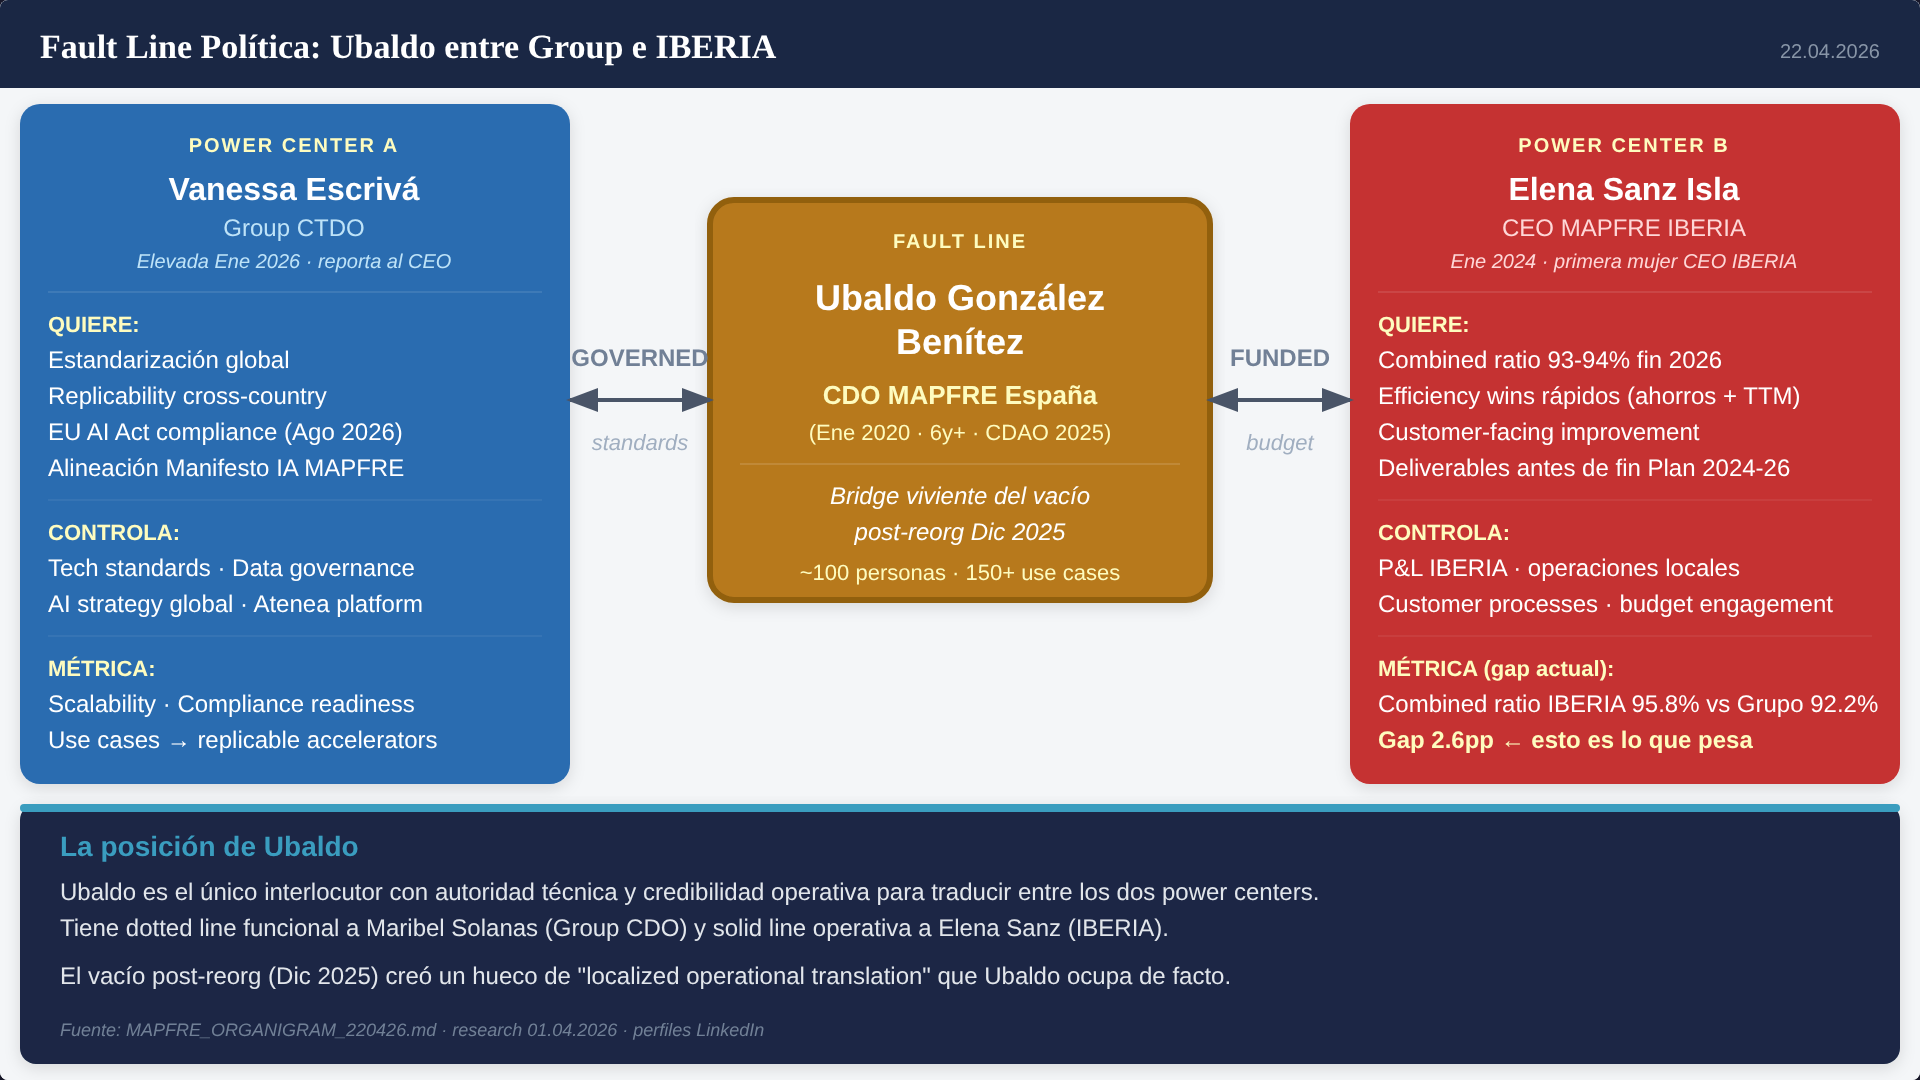 Fault Line Política: Ubaldo entre Group e IBERIA
22.04.2026
POWER CENTER A
Vanessa Escrivá
Group CTDO
Elevada Ene 2026 · reporta al CEO
QUIERE:
Estandarización global
Replicability cross-country
EU AI Act compliance (Ago 2026)
Alineación Manifesto IA MAPFRE
CONTROLA:
Tech standards · Data governance
AI strategy global · Atenea platform
MÉTRICA:
Scalability · Compliance readiness
Use cases → replicable accelerators
GOVERNED
standards
FAULT LINE
Ubaldo González
Benítez
CDO MAPFRE España
(Ene 2020 · 6y+ · CDAO 2025)
Bridge viviente del vacío
post-reorg Dic 2025
~100 personas · 150+ use cases
FUNDED
budget
POWER CENTER B
Elena Sanz Isla
CEO MAPFRE IBERIA
Ene 2024 · primera mujer CEO IBERIA
QUIERE:
Combined ratio 93-94% fin 2026
Efficiency wins rápidos (ahorros + TTM)
Customer-facing improvement
Deliverables antes de fin Plan 2024-26
CONTROLA:
P&L IBERIA · operaciones locales
Customer processes · budget engagement
MÉTRICA (gap actual):
Combined ratio IBERIA 95.8% vs Grupo 92.2%
Gap 2.6pp ← esto es lo que pesa
La posición de Ubaldo
Ubaldo es el único interlocutor con autoridad técnica y credibilidad operativa para traducir entre los dos power centers.
Tiene dotted line funcional a Maribel Solanas (Group CDO) y solid line operativa a Elena Sanz (IBERIA).
El vacío post-reorg (Dic 2025) creó un hueco de "localized operational translation" que Ubaldo ocupa de facto.
Fuente: MAPFRE_ORGANIGRAM_220426.md · research 01.04.2026 · perfiles LinkedIn